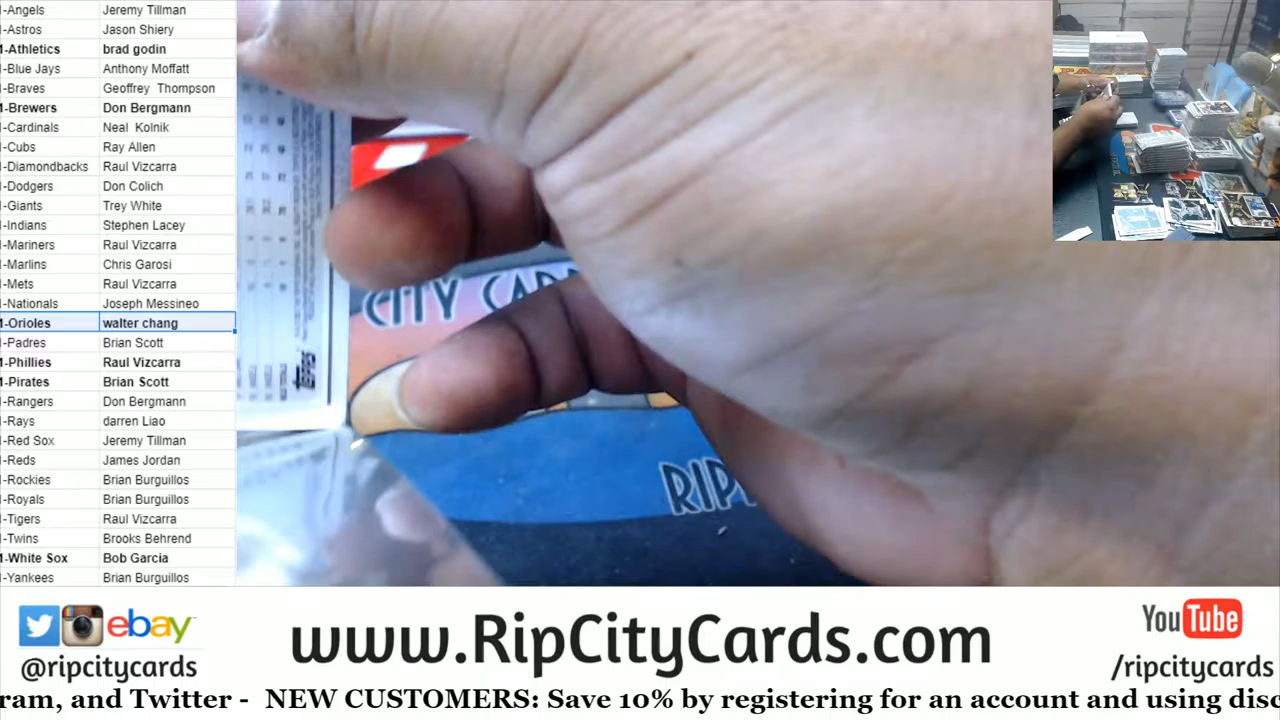 I-Angels Jeremy Tillman
I-Astros Jason Shiery
I-Athletics brad godin
I-Blue Jays Anthony Moffatt
I-Braves Geoffrey Thompson
I-Brewers Don Bergmann
I-Cardinals Neal Kolnik
I-Cubs Ray Allen
I-Diamondbacks Raul Vizcarra
I-Dodgers Don Colich
I-Giants Trey White
I-Indians Stephen Lacey
I-Mariners Raul Vizcarra
I-Marlins Chris Garosi
I-Mets Raul Vizcarra
I-Nationals Joseph Messineo
I-Orioles walter chang
I-Padres Brian Scott
I-Phillies Raul Vizcarra
I-Pirates Brian Scott
I-Rangers Don Bergmann
I-Rays darren Liao
I-Red Sox Jeremy Tillman
I-Reds James Jordan
I-Rockies Brian Burguillos
I-Royals Brian Burguillos
I-Tigers Raul Vizcarra
I-Twins Brooks Behrend
I-White Sox Bob Garcia
I-Yankees Brian Burguillos
CITY CARD
RIP
topps
ebay
@ripcitycards
www.RipCityCards.com
YouTube
/ripcitycards
ram, and Twitter - NEW CUSTOMERS: Save 10% by registering for an account and using disc